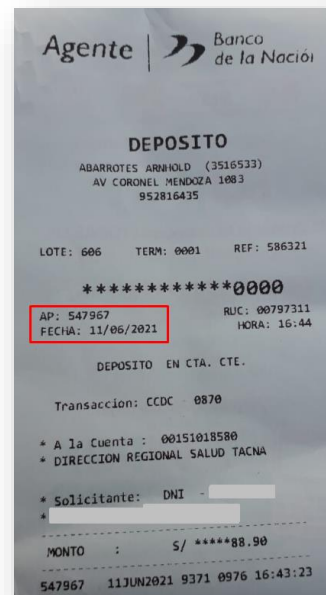 Agente | Banco
de la Nación
DEPOSITO
ABARROTES ARNHOLD (3516533)
AV CORONEL MENDOZA 1083
952816435
LOTE: 606 TERM: 0001 REF: 586321
************0000
AP: 547967 RUC: 00797311
FECHA: 11/06/2021 HORA: 16:44
DEPOSITO EN CTA. CTE.
Transaccion: CCDC - 0870
* A la Cuenta : 00151018580
* DIRECCION REGIONAL SALUD TACNA
* Solicitante: DNI -
*
MONTO : S/ *****88.90
547967 11JUN2021 9371 0976 16:43:23